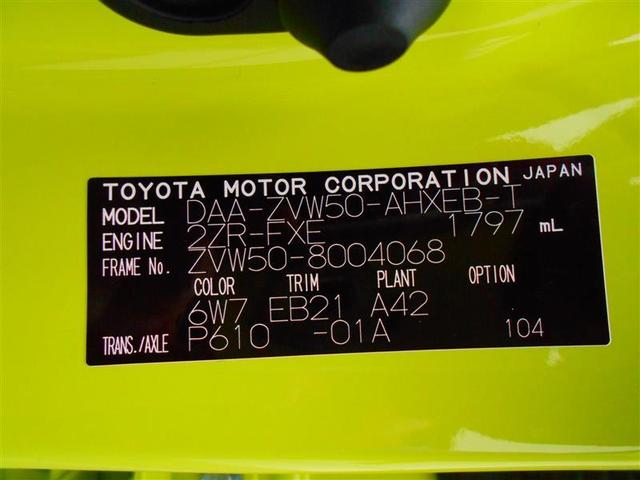 TOYOTA MOTOR CORPORATION JAPAN
MODEL DAA-ZVW50-AHXEB-T
ENGINE 2ZR-FXE 1797 mL
FRAME No. ZVW50-8004068
COLOR TRIM PLANT
6W7 EB21 A42
TRANS./AXLE P610 -01A 104